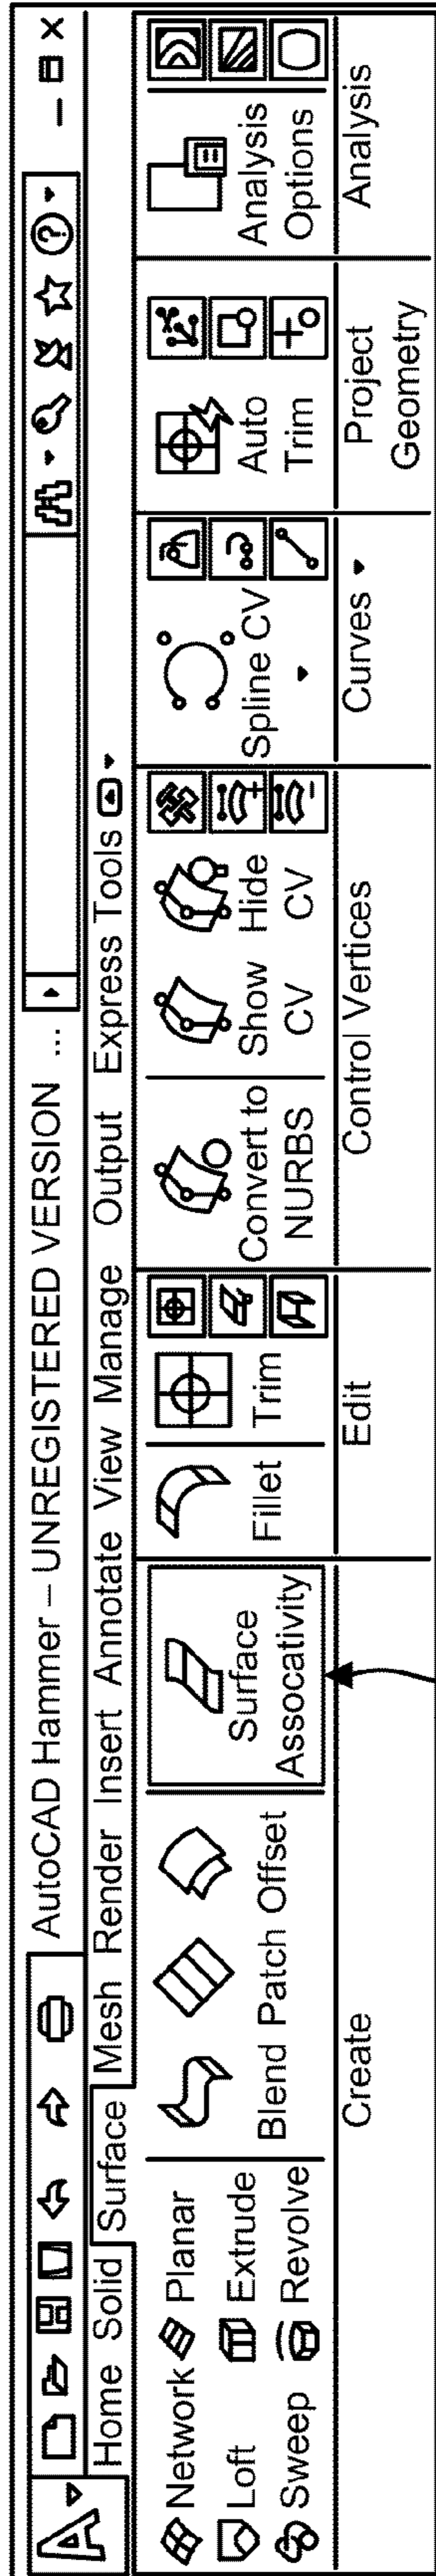 AutoCAD Hammer – UNREGISTERED VERSION ...
Home Solid Surface Mesh Render Insert Annotate View Manage Output Express Tools
Network Planar
Loft Extrude
Sweep Revolve
Blend Patch Offset
Surface
Assocativity
Create
Fillet Trim
Edit
Convert to
NURBS
Show
CV
Hide
CV
Control Vertices
Spline CV
Curves
Auto
Trim
Project
Geometry
Analysis
Options
Analysis